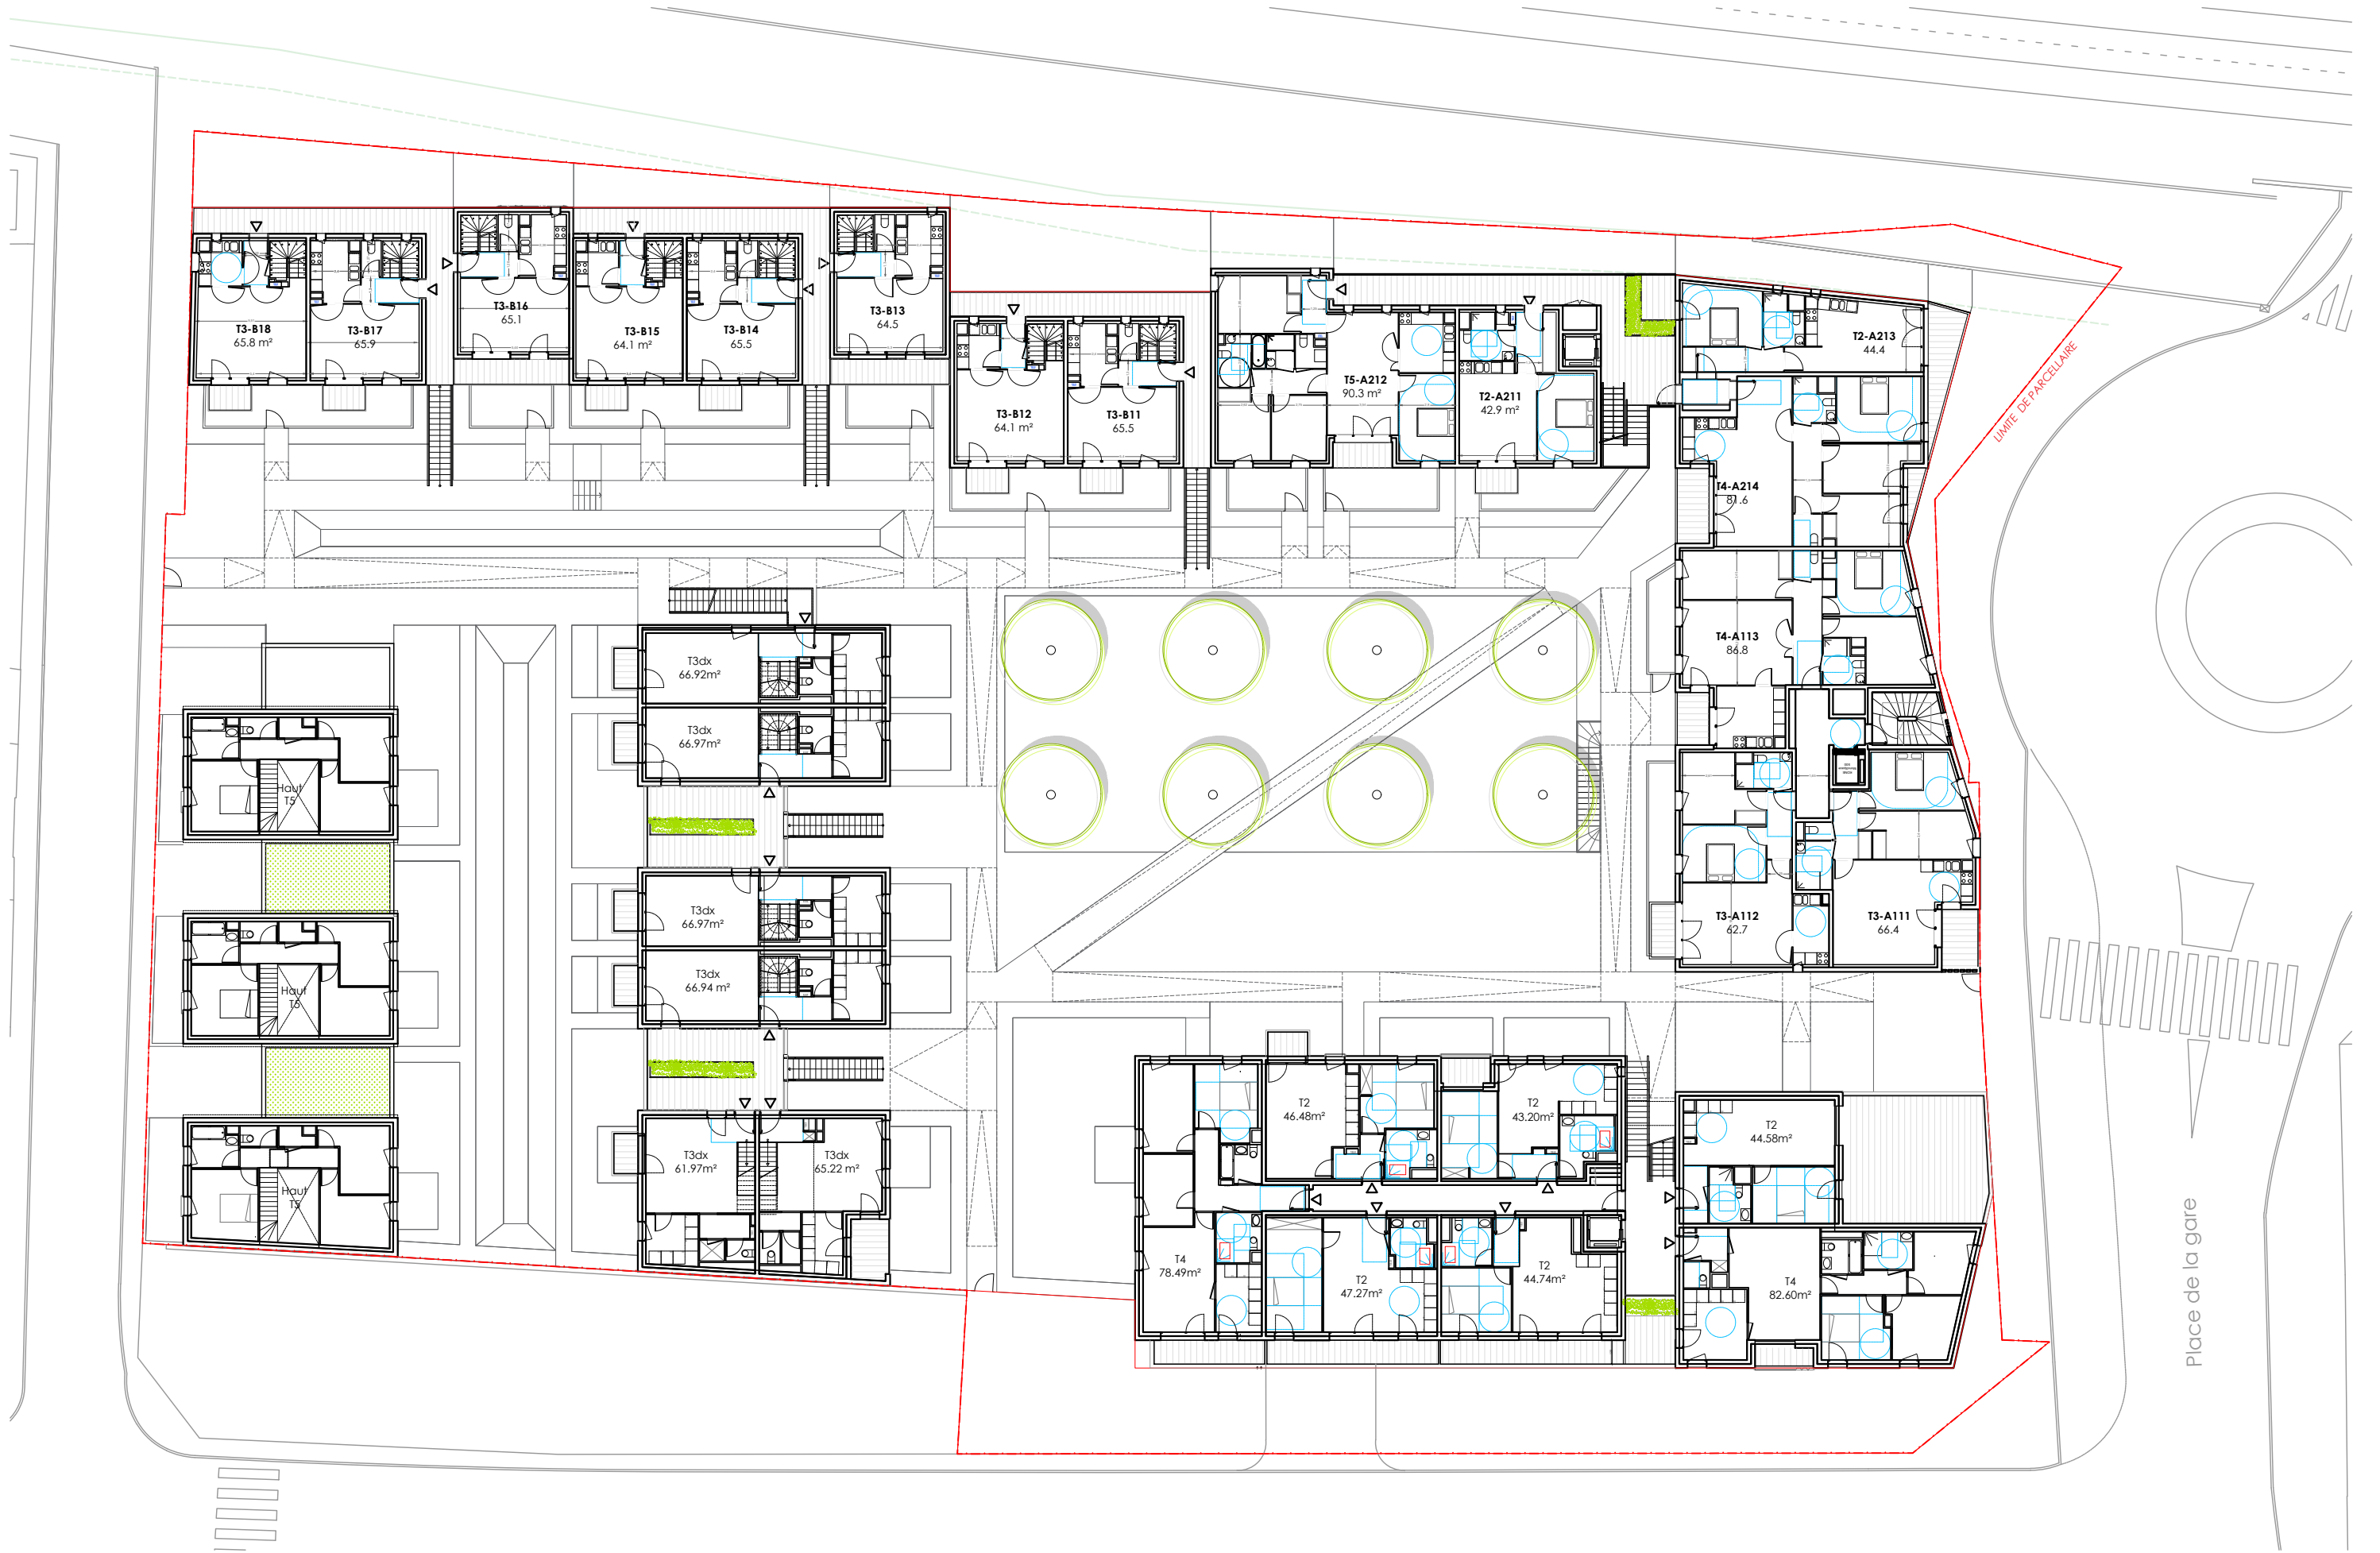 T3-B18
65.8 m²
T3-B17
65.9
T3-B16
65.1
T3-B15
64.1 m²
T3-B14
65.5
T3-B13
64.5
T3-B12
64.1 m²
T3-B11
65.5
T5-A212
90.3 m²
T2-A211
42.9 m²
T2-A213
44.4
LIMITE DE PARCELLAIRE
T4-A214
81.6
T4-A113
86.8
T3-A112
62.7
T3-A111
66.4
T3dx
66.92m²
T3dx
66.97m²
T3dx
66.97m²
T3dx
66.94 m²
T3dx
61.97m²
T3dx
65.22 m²
Haut
T5
Haut
T5
Haut
T5
T2
46.48m²
T2
43.20m²
T2
44.58m²
T4
78.49m²
T2
47.27m²
T2
44.74m²
T4
82.60m²
Place de la gare